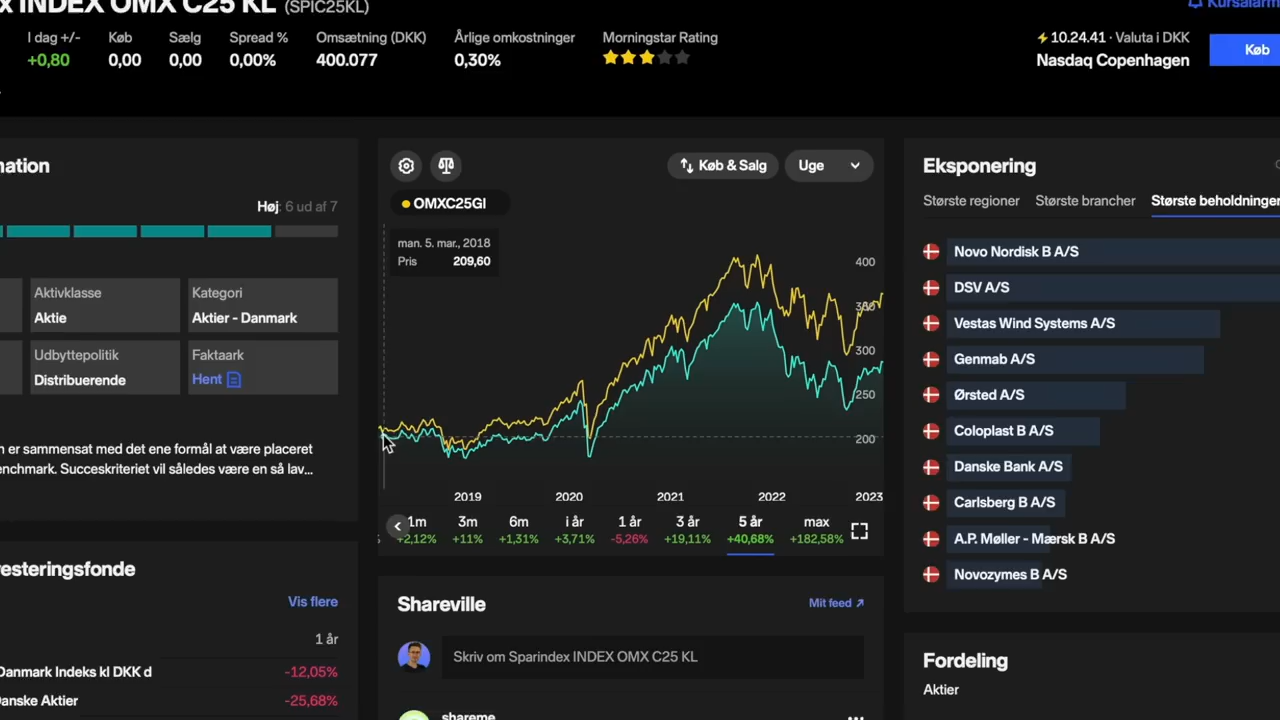 x INDEX OMX C25 KL (SPIC25KL)
Kursalarm
I dag +/- Køb Sælg Spread % Omsætning (DKK) Årlige omkostninger Morningstar Rating
+0,80 0,00 0,00 0,00% 400.077 0,30%
10.24.41 · Valuta i DKK
Nasdaq Copenhagen
Køb
mation
Høj: 6 ud af 7
Aktivklasse
Aktie
Kategori
Aktier - Danmark
Udbyttepolitik
Distribuerende
Faktaark
Hent
n er sammensat med det ene formål at være placeret
enchmark. Succeskriteriet vil således være en så lav...
vesteringsfonde
Vis flere
1 år
Danmark Indeks kl DKK d -12,05%
anske Aktier -25,68%
Køb & Salg
Uge
OMXC25GI
man. 5. mar., 2018
Pris 209,60
400
350
300
250
200
2019 2020 2021 2022 2023
1m 3m 6m i år 1 år 3 år 5 år max
% +2,12% +11% +1,31% +3,71% -5,26% +19,11% +40,68% +182,58%
Shareville
Mit feed
Skriv om Sparindex INDEX OMX C25 KL
shareme
Eksponering
Største regioner Største brancher Største beholdninger
Novo Nordisk B A/S
DSV A/S
Vestas Wind Systems A/S
Genmab A/S
Ørsted A/S
Coloplast B A/S
Danske Bank A/S
Carlsberg B A/S
A.P. Møller - Mærsk B A/S
Novozymes B A/S
Fordeling
Aktier